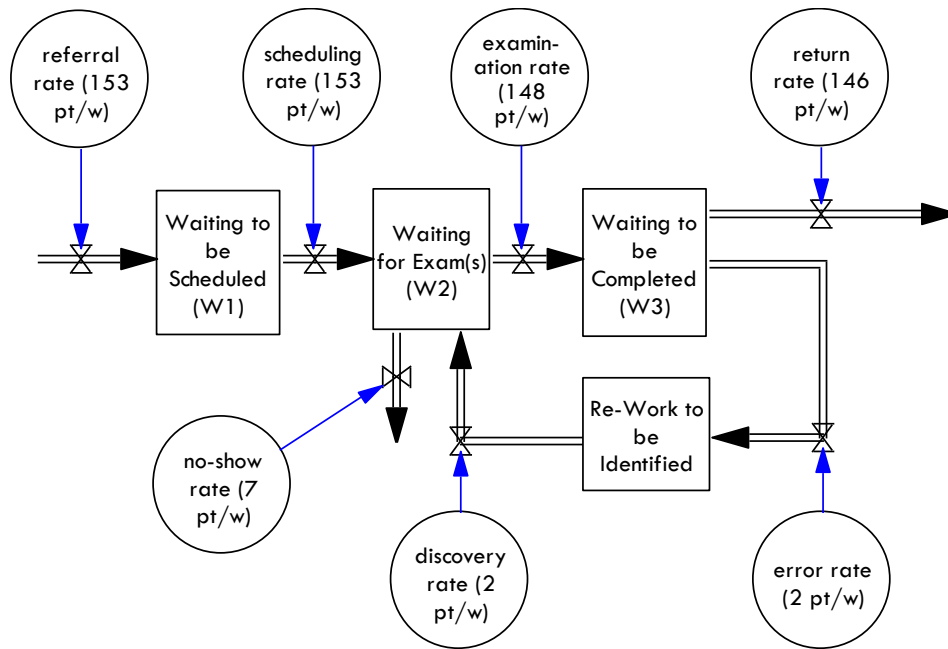 referral
rate (153
pt/w)
scheduling
rate (153
pt/w)
examin-
ation rate
(148
pt/w)
return
rate (146
pt/w)
Waiting to
be
Scheduled
(W1)
Waiting
for Exam(s)
(W2)
Waiting to
be
Completed
(W3)
Re-Work to
be
Identified
no-show
rate (7
pt/w)
discovery
rate (2
pt/w)
error rate
(2 pt/w)